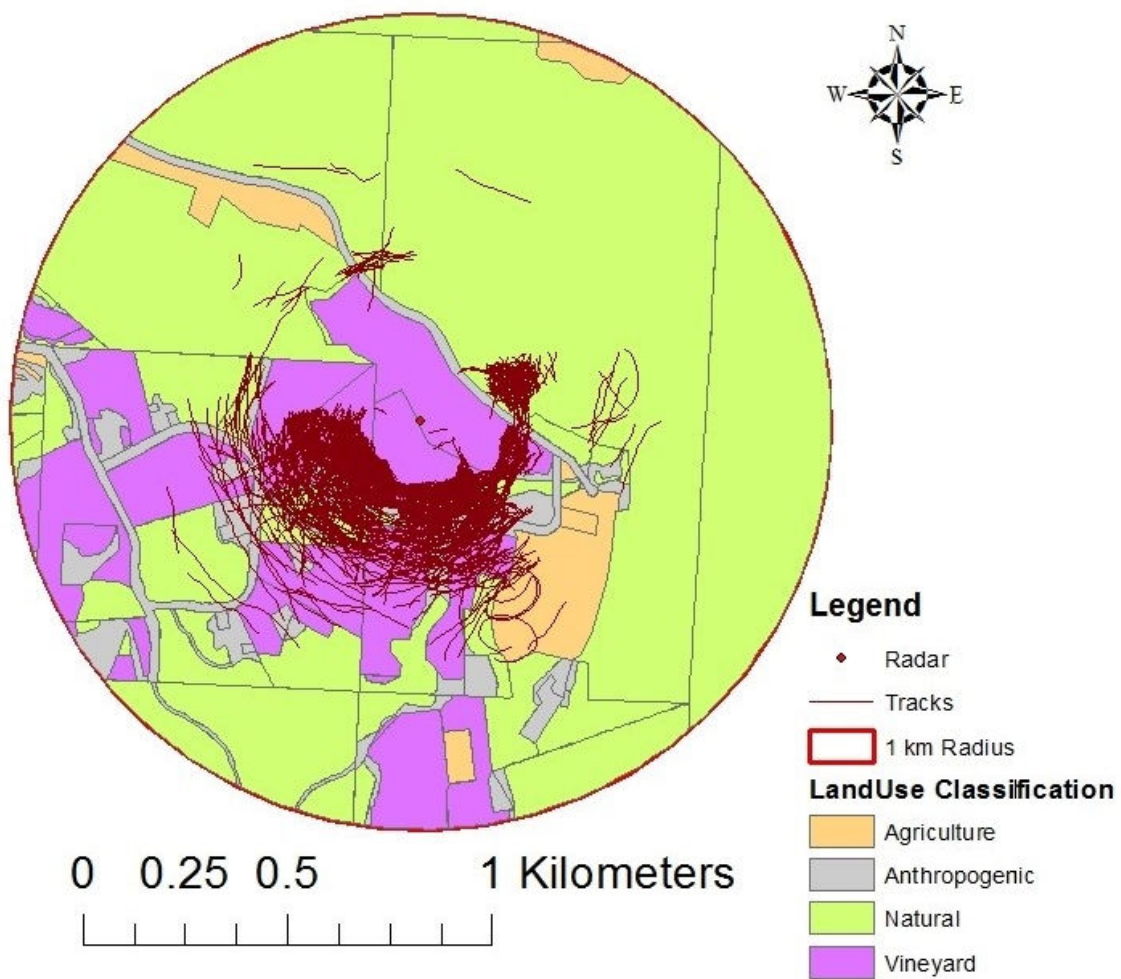 N
W E
S
Legend
Radar
Tracks
1 km Radius
LandUse Classification
Agriculture
Anthropogenic
Natural
Vineyard
0 0.25 0.5 1 Kilometers